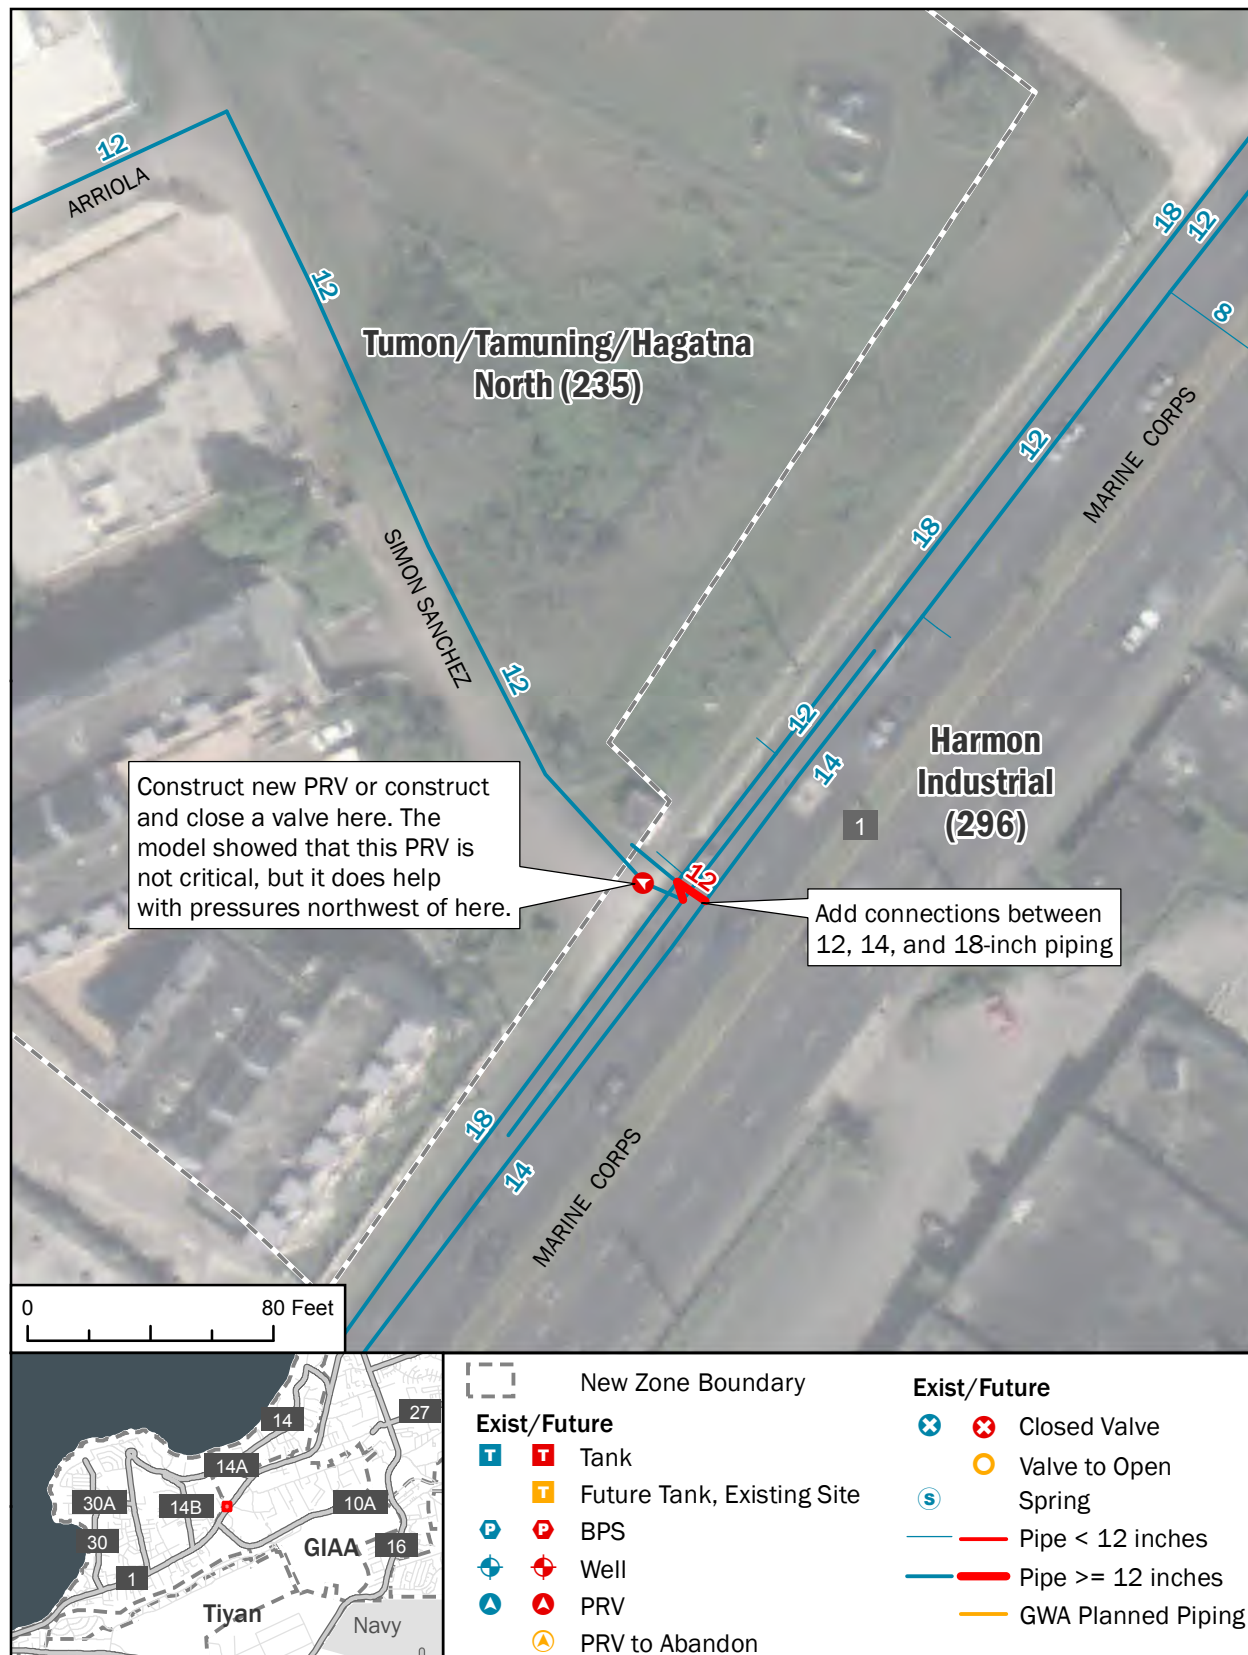 12
ARRIOLA
12
18
12
8
Tumon/Tamuning/Hagatna
North (235)
12
MARINE CORPS
18
SIMON SANCHEZ
12
12
14
Harmon
Industrial
(296)
1
Construct new PRV or construct
and close a valve here. The
model showed that this PRV is
not critical, but it does help
with pressures northwest of here.
12
Add connections between
12, 14, and 18-inch piping
18
14
MARINE CORPS
0 80 Feet
14
27
14A
30A
14B
10A
30
GIAA
16
1
Tiyan
Navy
New Zone Boundary
Exist/Future
T T Tank
T Future Tank, Existing Site
P P BPS
Well
PRV
PRV to Abandon
Exist/Future
Closed Valve
Valve to Open
S Spring
Pipe < 12 inches
Pipe >= 12 inches
GWA Planned Piping